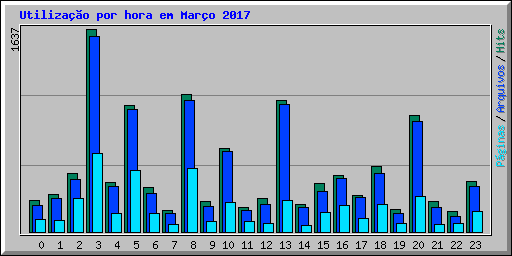 Utilização por hora em Março 2017
1637
Páginas / Arquivos / Hits
0 1 2 3 4 5 6 7 8 9 10 11 12 13 14 15 16 17 18 19 20 21 22 23